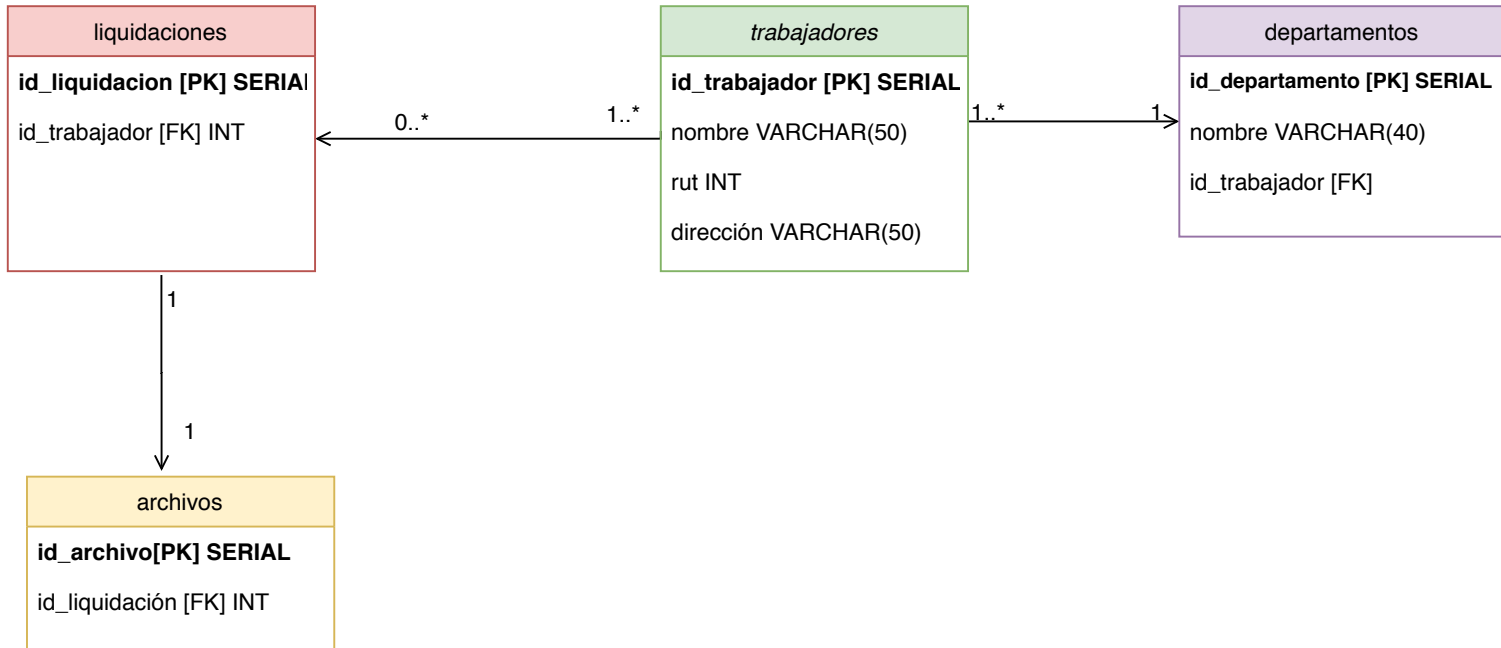 liquidaciones
id_liquidacion [PK] SERIAL
id_trabajador [FK] INT
0..*
1..*
trabajadores
id_trabajador [PK] SERIAL
nombre VARCHAR(50)
rut INT
dirección VARCHAR(50)
1..*
1
departamentos
id_departamento [PK] SERIAL
nombre VARCHAR(40)
id_trabajador [FK]
1
1
archivos
id_archivo[PK] SERIAL
id_liquidación [FK] INT